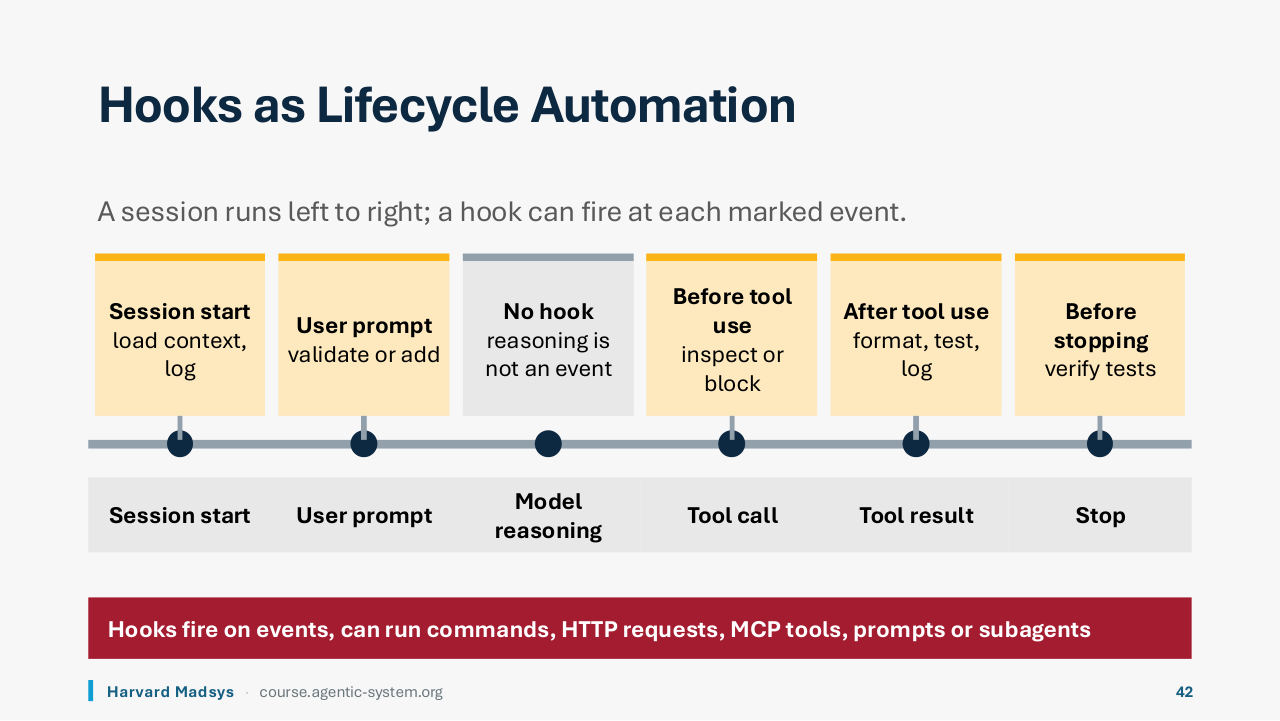 Hooks as Lifecycle Automation
A session runs left to right; a hook can fire at each marked event.
Session start
load context,
log
User prompt
validate or add
No hook
reasoning is
not an event
Before tool
use
inspect or
block
After tool use
format, test,
log
Before
stopping
verify tests
Session start
User prompt
Model
reasoning
Tool call
Tool result
Stop
Hooks fire on events, can run commands, HTTP requests, MCP tools, prompts or subagents
Harvard Madsys · course.agentic-system.org
42